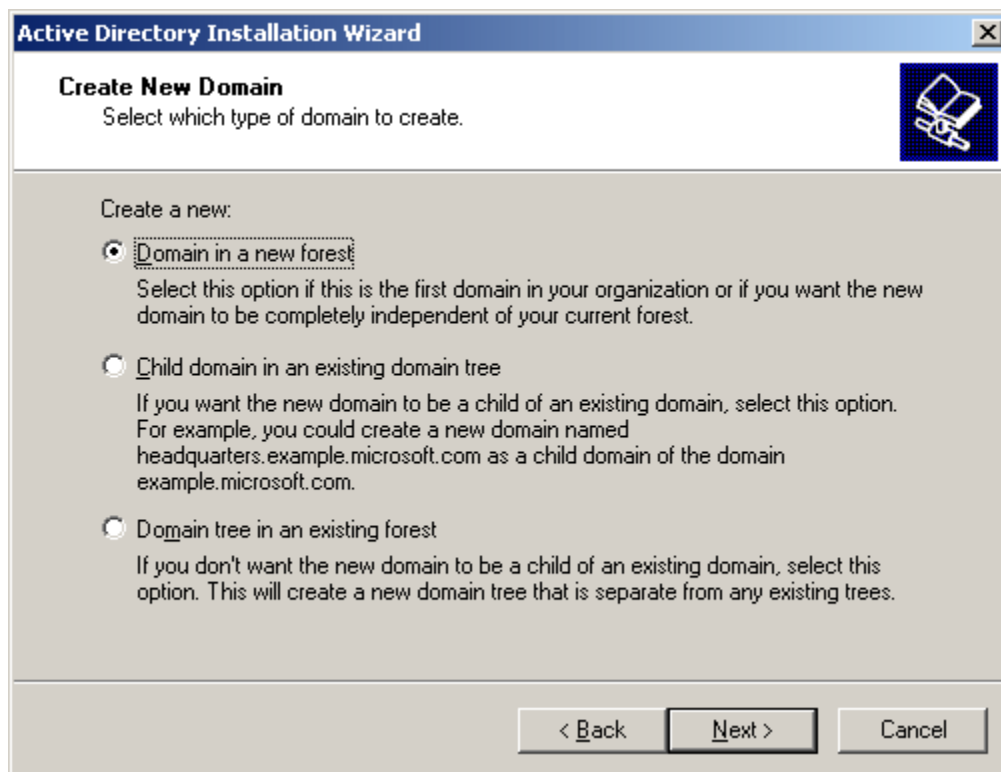 Active Directory Installation Wizard
Create New Domain
Select which type of domain to create.
Create a new:
Domain in a new forest
Select this option if this is the first domain in your organization or if you want the new
domain to be completely independent of your current forest.
Child domain in an existing domain tree
If you want the new domain to be a child of an existing domain, select this option.
For example, you could create a new domain named
headquarters.example.microsoft.com as a child domain of the domain
example.microsoft.com.
Domain tree in an existing forest
If you don't want the new domain to be a child of an existing domain, select this
option. This will create a new domain tree that is separate from any existing trees.
< Back
Next >
Cancel